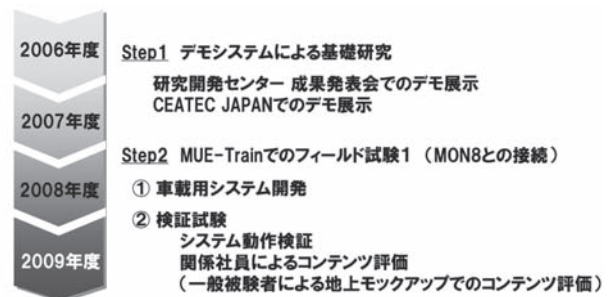 2006年度
Step1 デモシステムによる基礎研究
研究開発センター 成果発表会でのデモ展示
CEATEC JAPANでのデモ展示
2007年度
Step2 MUE-Trainでのフィールド試験1 （MON8との接続）
2008年度
① 車載用システム開発
② 検証試験
システム動作検証
2009年度
関係社員によるコンテンツ評価
（一般被験者による地上モックアップでのコンテンツ評価）